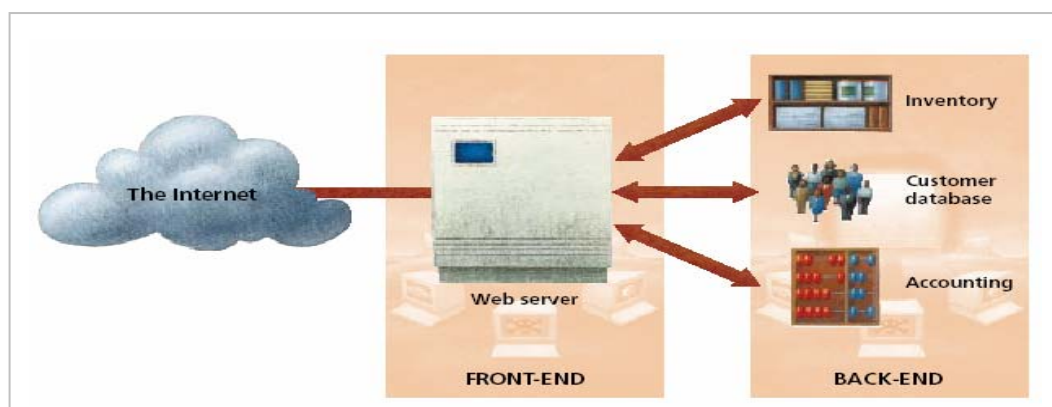 The Internet
Web server
FRONT-END
Inventory
Customer
database
Accounting
BACK-END